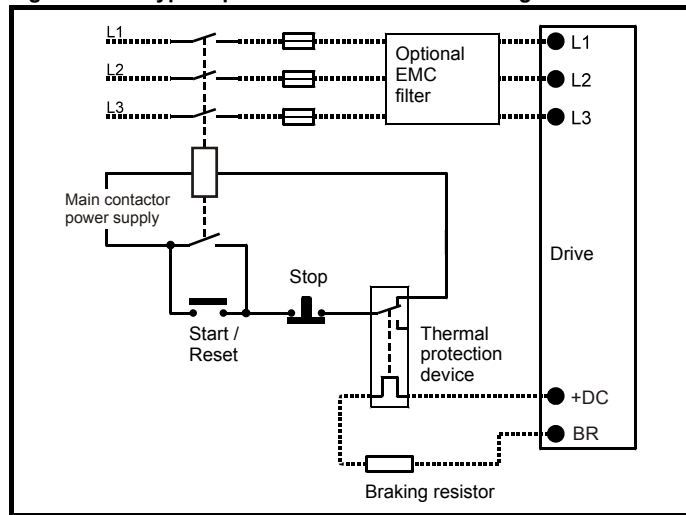 L1
L2
L3
Optional
EMC
filter
L1
L2
L3
Main contactor
power supply
Drive
Stop
Start /
Reset
Thermal
protection
device
+DC
BR
Braking resistor